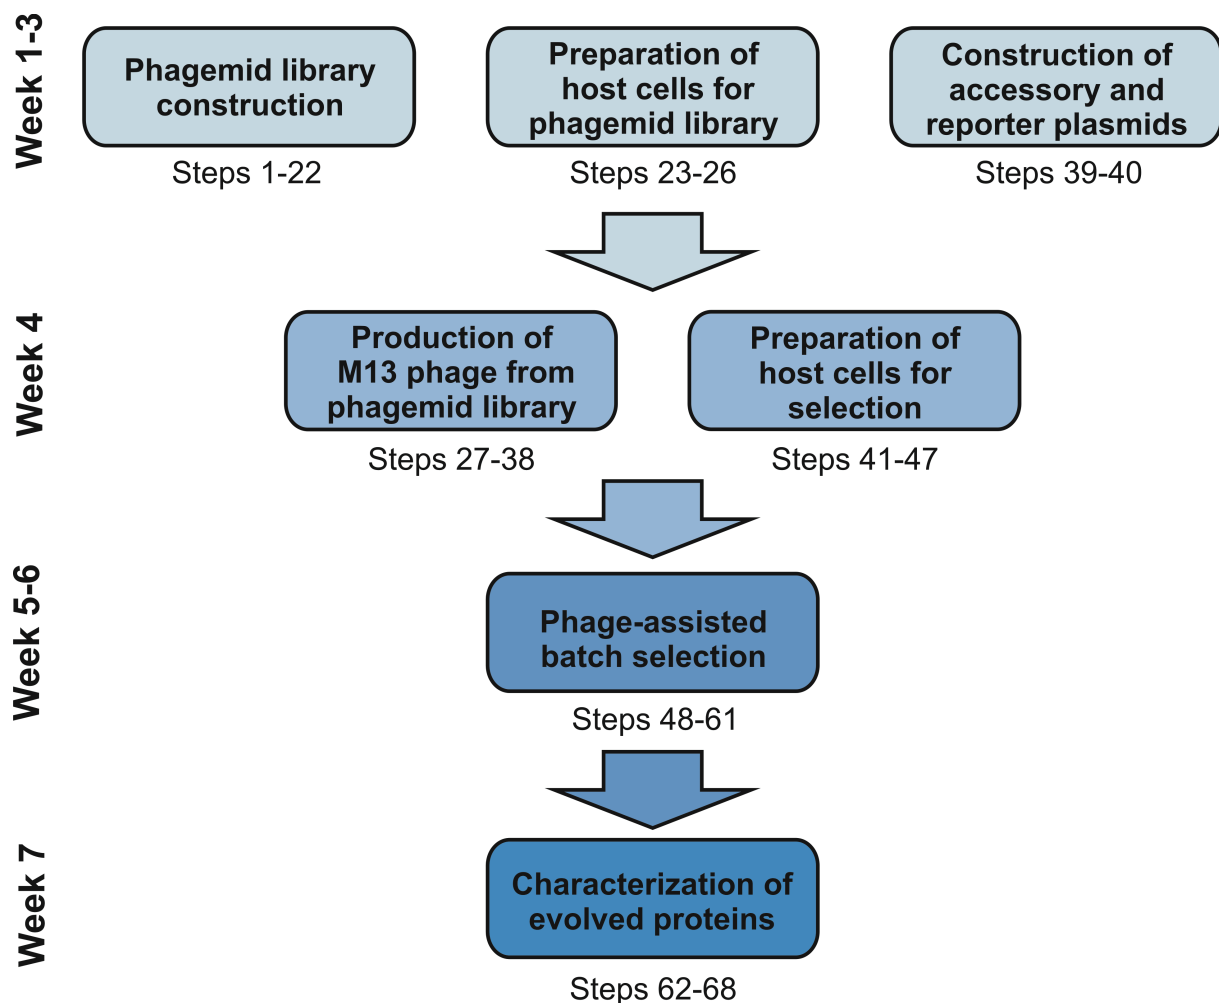 Week 1-3
Phagemid library
construction
Steps 1-22
Preparation of
host cells for
phagemid library
Steps 23-26
Construction of
accessory and
reporter plasmids
Steps 39-40
Week 4
Production of
M13 phage from
phagemid library
Steps 27-38
Preparation of
host cells for
selection
Steps 41-47
Week 5-6
Phage-assisted
batch selection
Steps 48-61
Week 7
Characterization of
evolved proteins
Steps 62-68